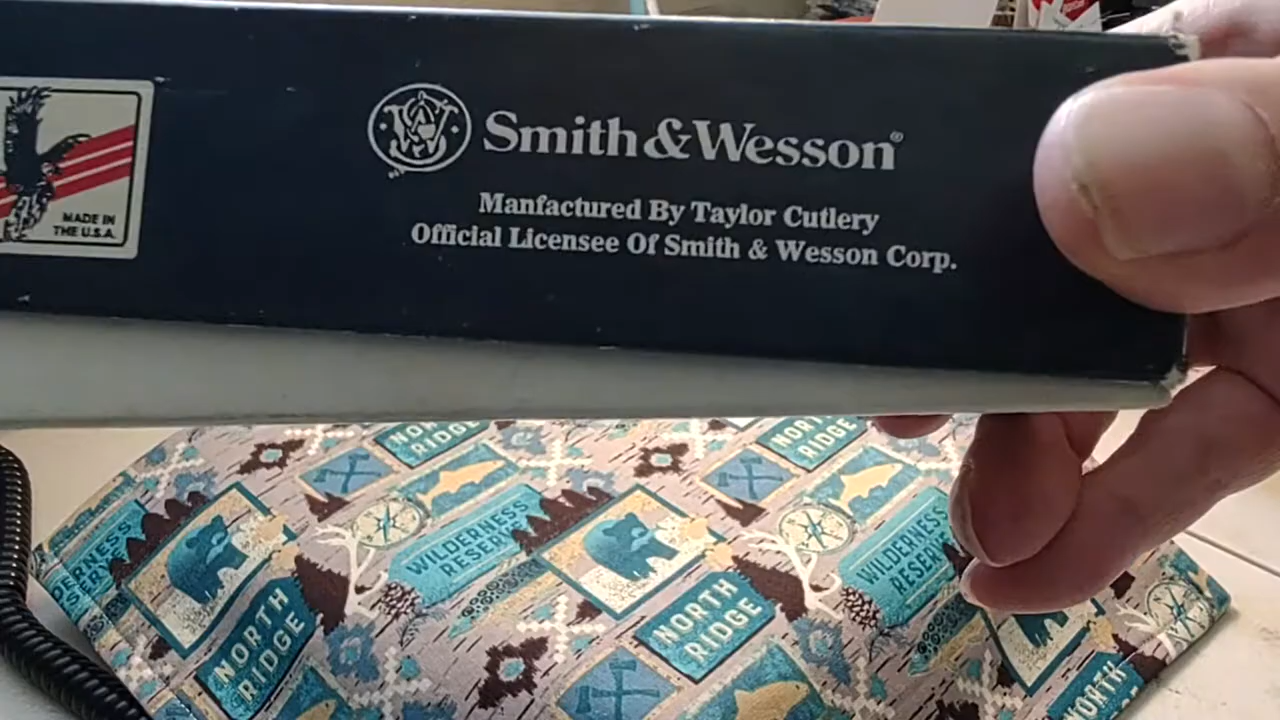 Smith & Wesson®
Manfactured By Taylor Cutlery
Official Licensee Of Smith & Wesson Corp.
MADE IN
THE U.S.A.
NORTH
RIDGE
NORTH
RIDGE
WILDERNESS
RESERVE
WILDERNESS
RESERVE
WILDERNESS
RESERVE
NORTH
RIDGE
NORTH
RIDGE
NORTH